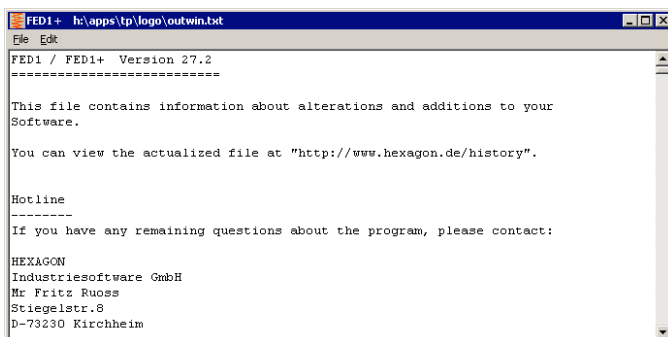 FED1+ h:\apps\tp\logo\outwin.txt
File Edit
FED1 / FED1+ Version 27.2
===========================
This file contains information about alterations and additions to your
Software.
You can view the actualized file at "http://www.hexagon.de/history".
Hotline
--------
If you have any remaining questions about the program, please contact:
HEXAGON
Industriesoftware GmbH
Mr Fritz Ruoss
Stiegelstr.8
D-73230 Kirchheim